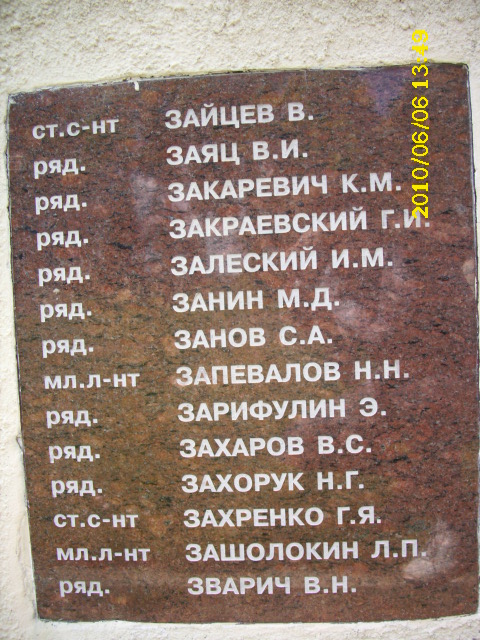 ст.с-нт ЗАЙЦЕВ В.
ряд. ЗАЯЦ В.И.
ряд. ЗАКАРЕВИЧ К.М.
ряд. ЗАКРАЕВСКИЙ Г.И.
ряд. ЗАЛЕСКИЙ И.М.
ряд. ЗАНИН М.Д.
ряд. ЗАНОВ С.А.
мл.л-нт ЗАПЕВАЛОВ Н.Н.
ряд. ЗАРИФУЛИН Э.
ряд. ЗАХАРОВ В.С.
ряд. ЗАХОРУК Н.Г.
ст.с-нт ЗАХРЕНКО Г.Я.
мл.л-нт ЗАШОЛОКИН Л.П.
ряд. ЗВАРИЧ В.Н.
2010/06/06 13:49